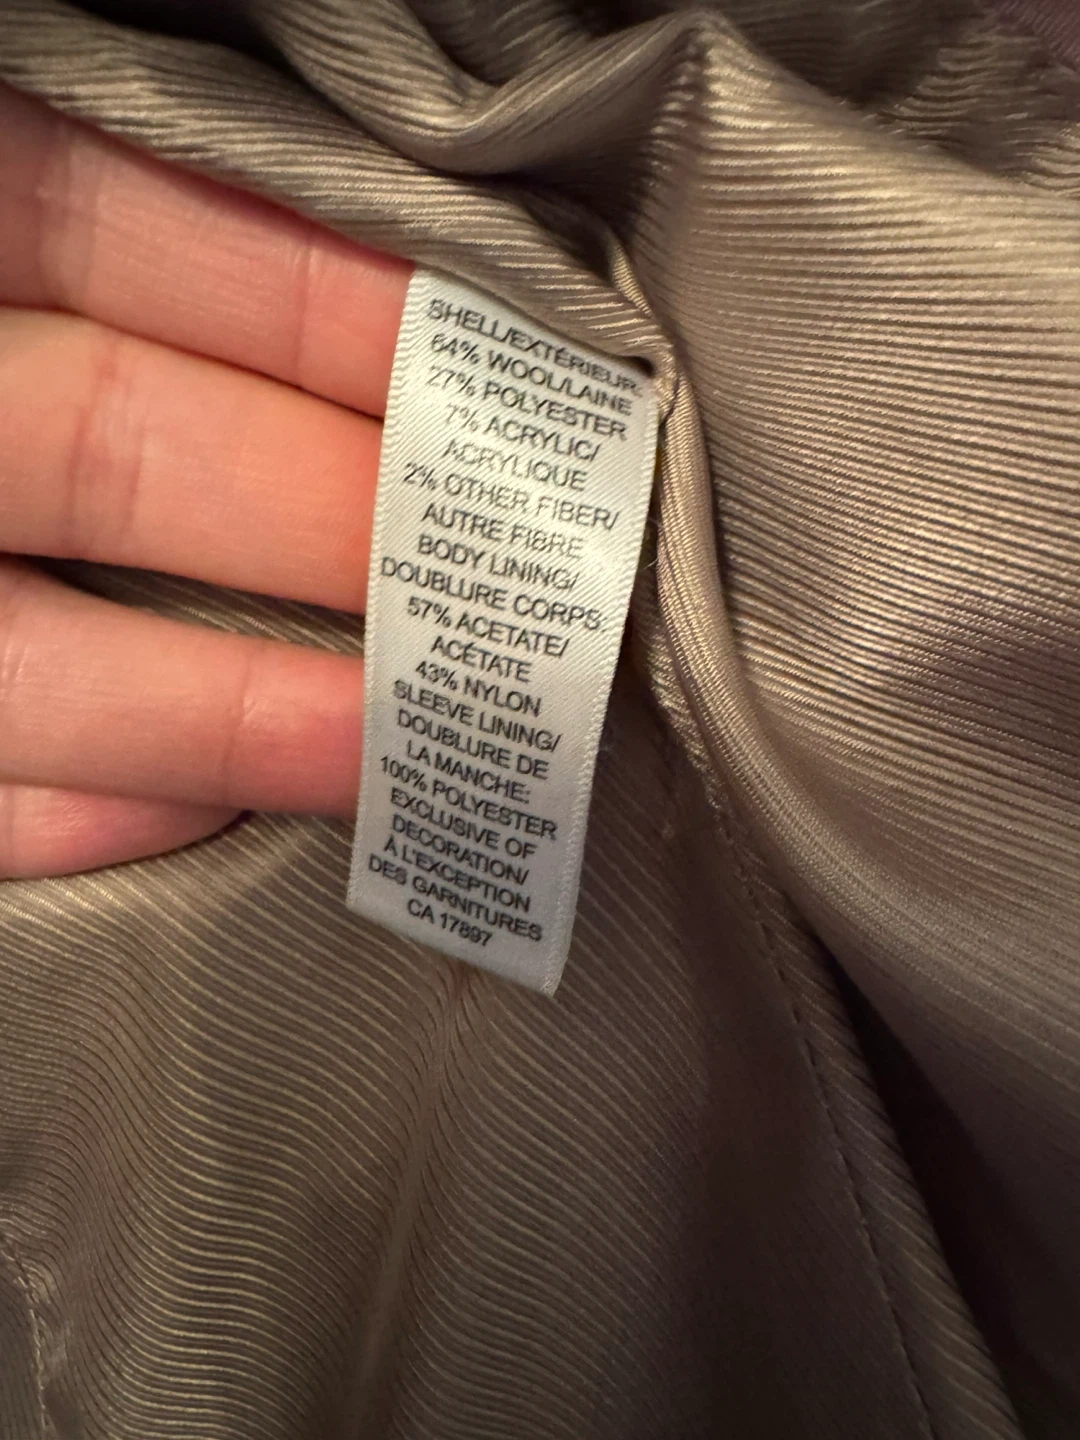 SHELL/EXTÉRIEUR:
64% WOOL/LAINE
27% POLYESTER
7% ACRYLIC/
ACRYLIQUE
2% OTHER FIBER/
AUTRE FIBRE
BODY LINING/
DOUBLURE CORPS:
57% ACETATE/
ACÉTATE
43% NYLON
SLEEVE LINING/
DOUBLURE DE
LA MANCHE:
100% POLYESTER
EXCLUSIVE OF
DECORATION/
À L'EXCEPTION
DES GARNITURES
CA 17897